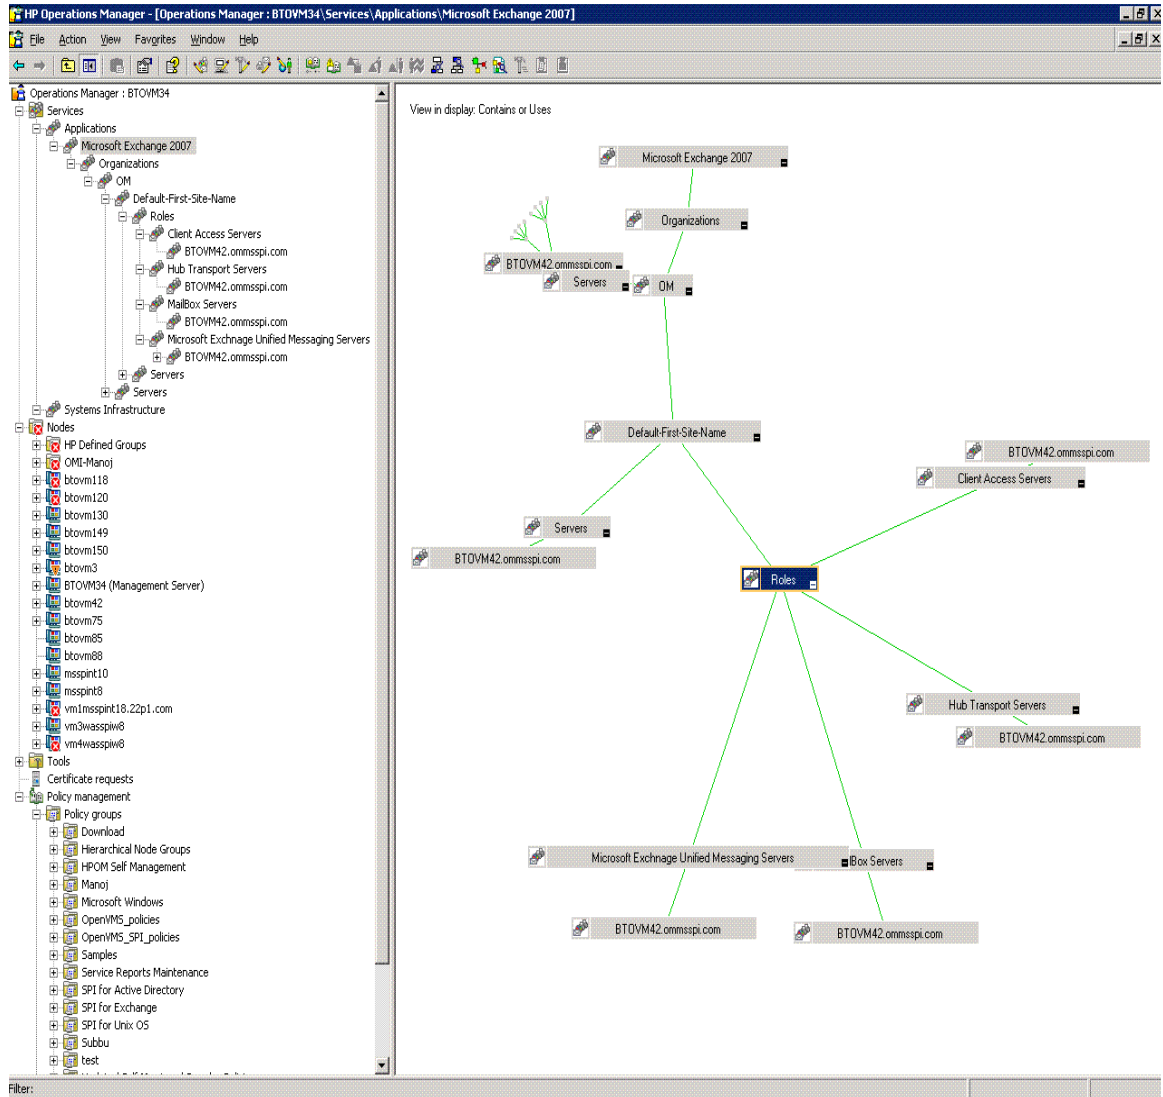 HP Operations Manager - [Operations Manager : BTOVM34\Services\Applications\Microsoft Exchange 2007]
File Action View Favorites Window Help
Operations Manager : BTOVM34
Services
Applications
Microsoft Exchange 2007
Organizations
OM
Default-First-Site-Name
Roles
Client Access Servers
BTOVM42.ommsspi.com
Hub Transport Servers
BTOVM42.ommsspi.com
MailBox Servers
BTOVM42.ommsspi.com
Microsoft Exchnage Unified Messaging Servers
BTOVM42.ommsspi.com
Servers
Servers
Systems Infrastructure
Nodes
HP Defined Groups
OMI-Manoj
btovm118
btovm120
btovm130
btovm149
btovm150
btovm3
BTOVM34 (Management Server)
btovm42
btovm75
btovm85
btovm88
msspint10
msspint8
vm1msspint18.22p1.com
vm3wasspiw8
vm4wasspiw8
Tools
Certificate requests
Policy management
Policy groups
Download
Hierarchical Node Groups
HPOM Self Management
Manoj
Microsoft Windows
OpenVMS_policies
OpenVMS_SPI_policies
Samples
Service Reports Maintenance
SPI for Active Directory
SPI for Exchange
SPI for Unix OS
Subbu
test
View in display: Contains or Uses
Microsoft Exchange 2007
Organizations
BTOVM42.ommsspi.com
Servers
OM
Default-First-Site-Name
BTOVM42.ommsspi.com
Client Access Servers
Servers
BTOVM42.ommsspi.com
Roles
Hub Transport Servers
BTOVM42.ommsspi.com
Microsoft Exchnage Unified Messaging Servers
lBox Servers
BTOVM42.ommsspi.com
BTOVM42.ommsspi.com
Filter: